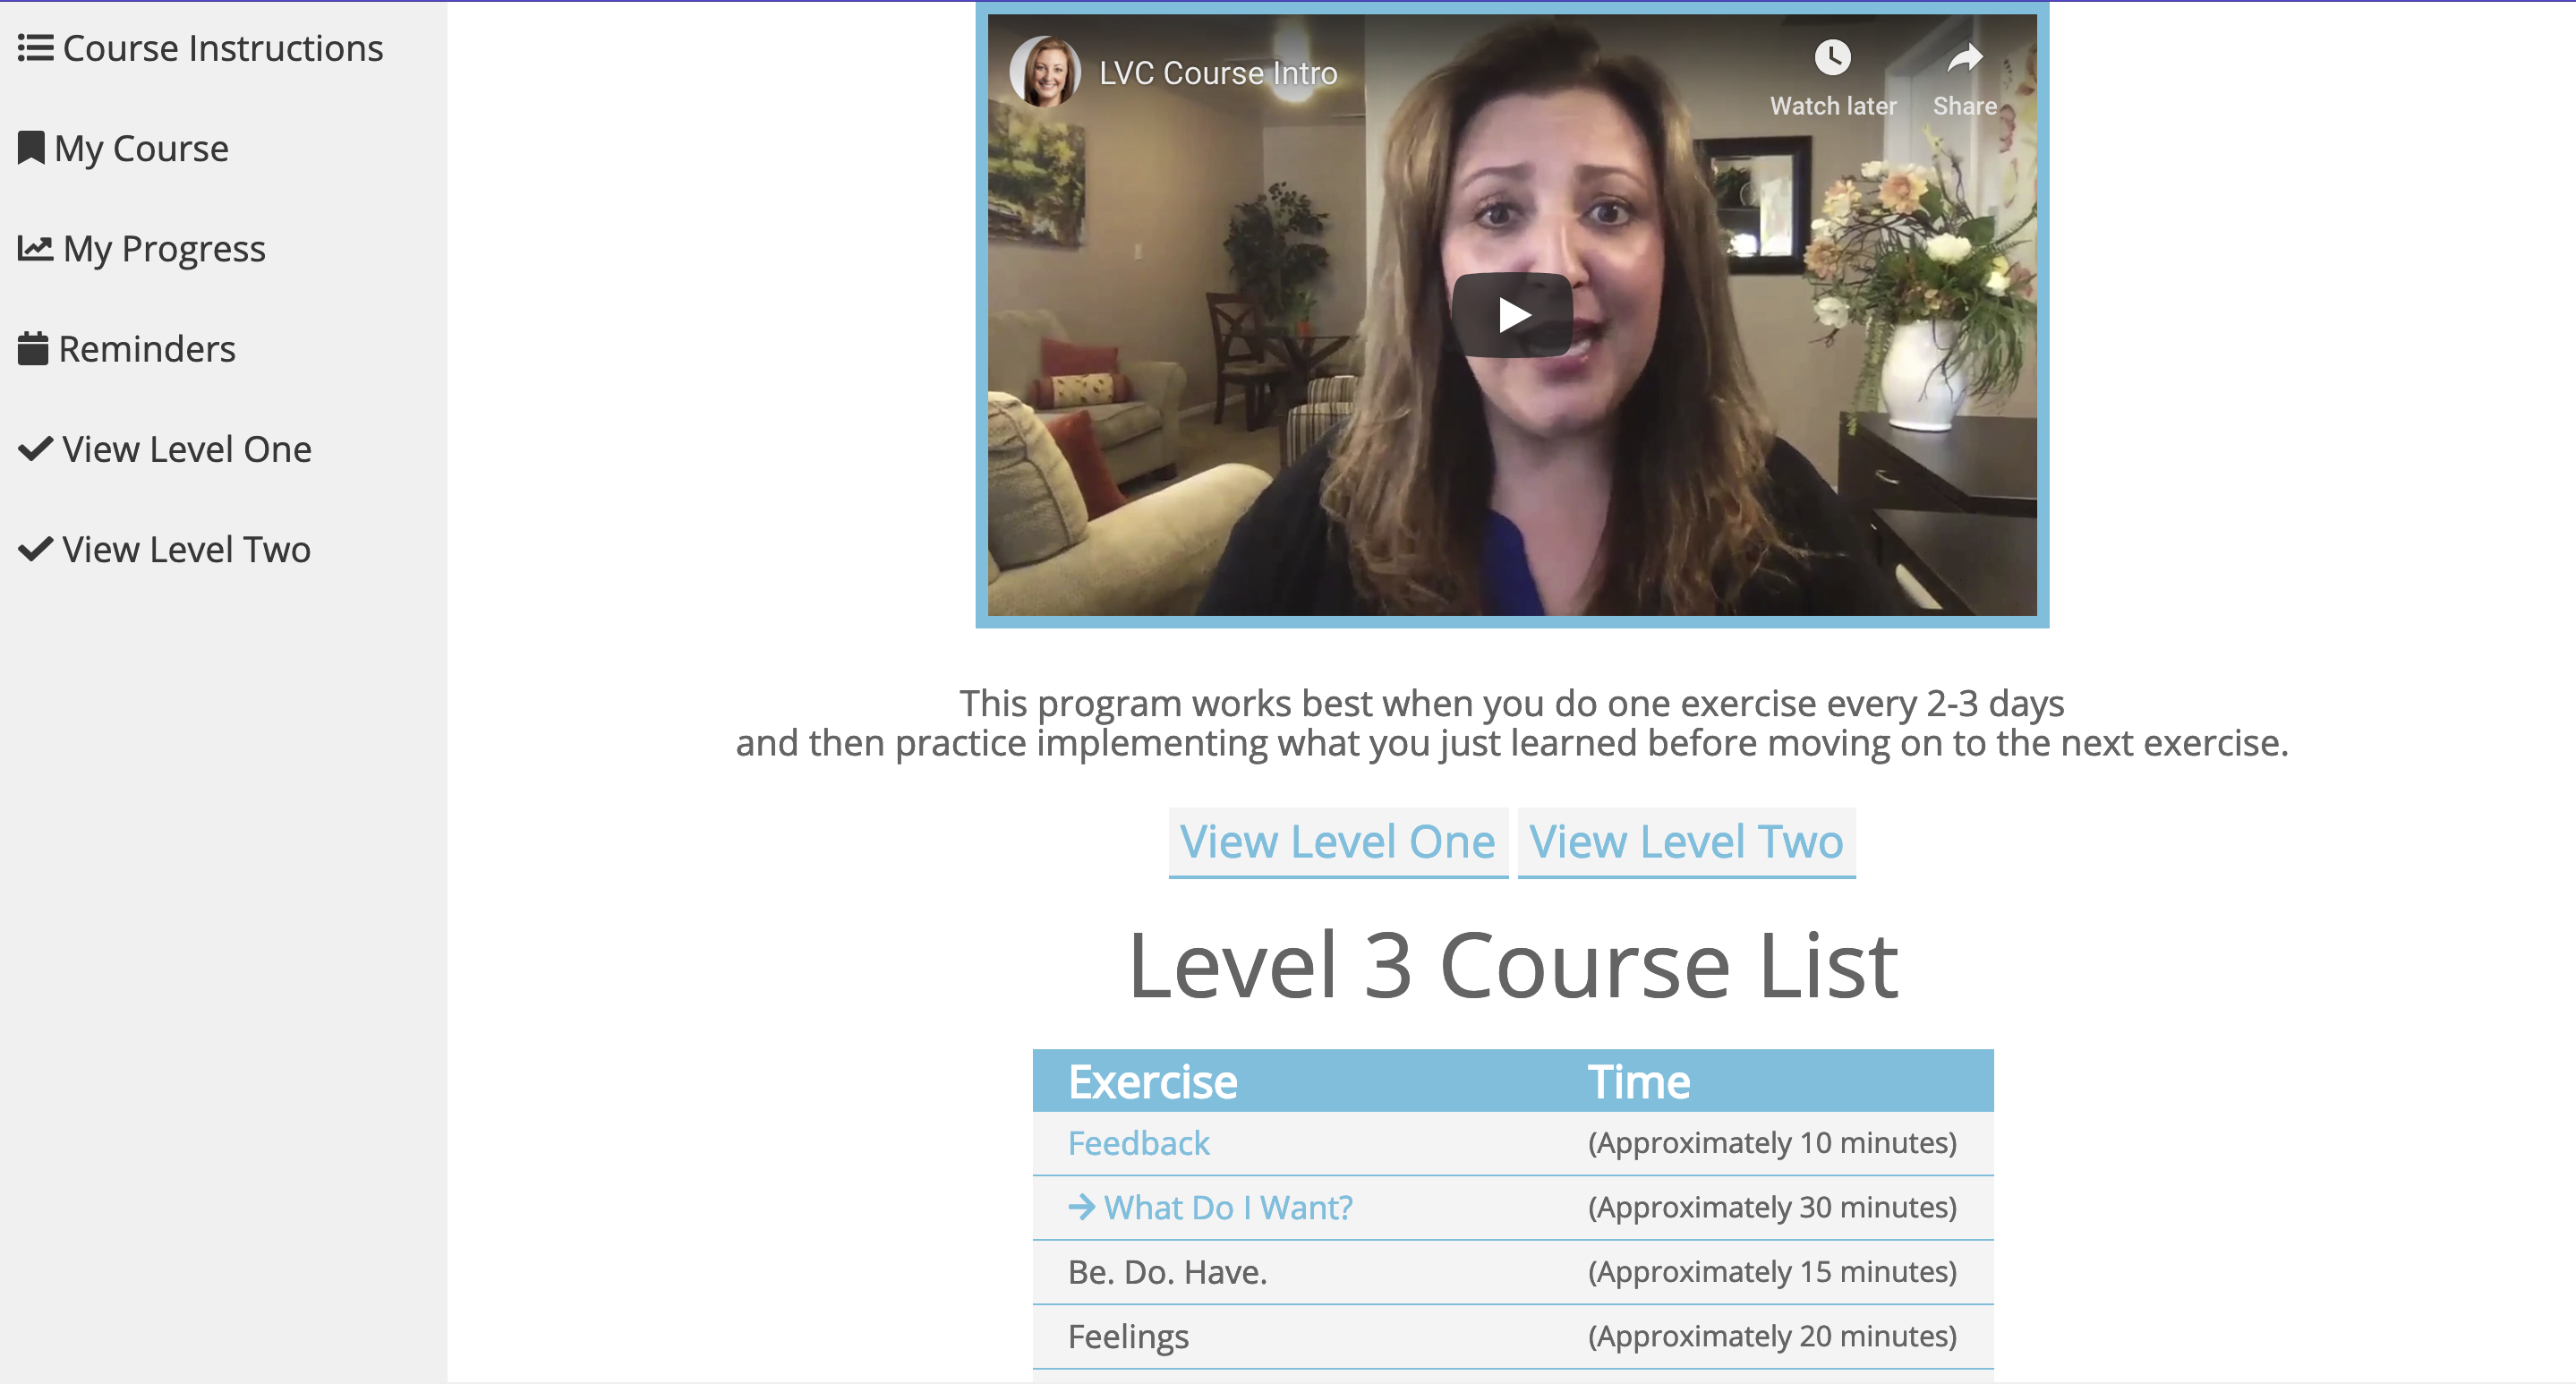 Course Instructions
My Course
My Progress
Reminders
View Level One
View Level Two
LVC Course Intro
Watch later
Share
This program works best when you do one exercise every 2-3 days
and then practice implementing what you just learned before moving on to the next exercise.
View Level One View Level Two
Level 3 Course List
Exercise Time
Feedback (Approximately 10 minutes)
What Do I Want? (Approximately 30 minutes)
Be. Do. Have. (Approximately 15 minutes)
Feelings (Approximately 20 minutes)